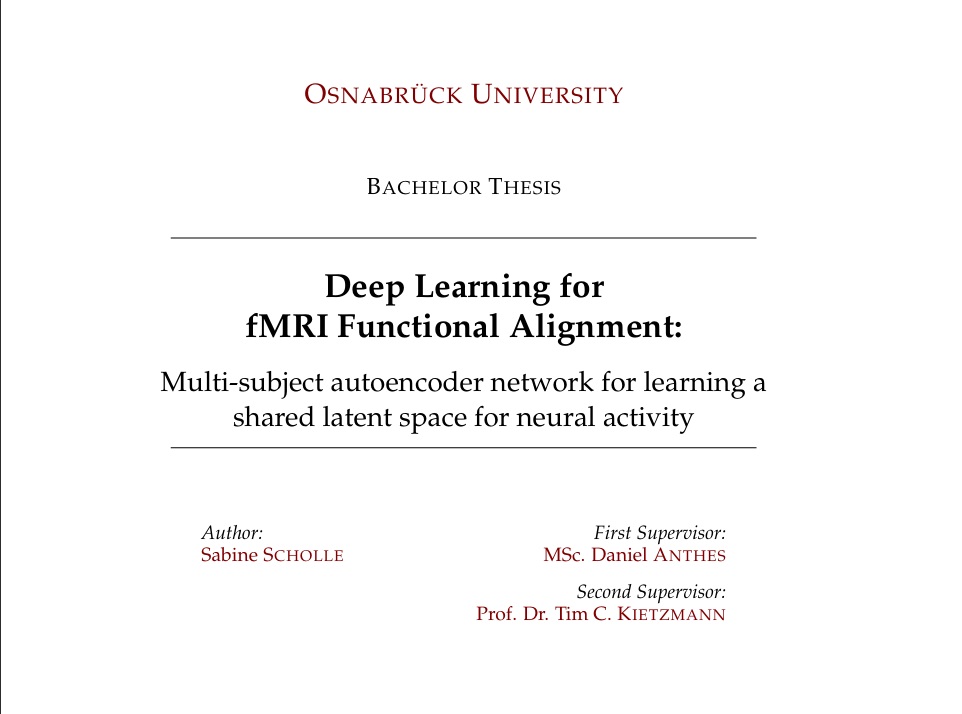 OSNABRÜCK UNIVERSITY
BACHELOR THESIS
Deep Learning for
fMRI Functional Alignment:
Multi-subject autoencoder network for learning a
shared latent space for neural activity
Author:
Sabine SCHOLLE
First Supervisor:
MSc. Daniel ANTHES
Second Supervisor:
Prof. Dr. Tim C. KIETZMANN